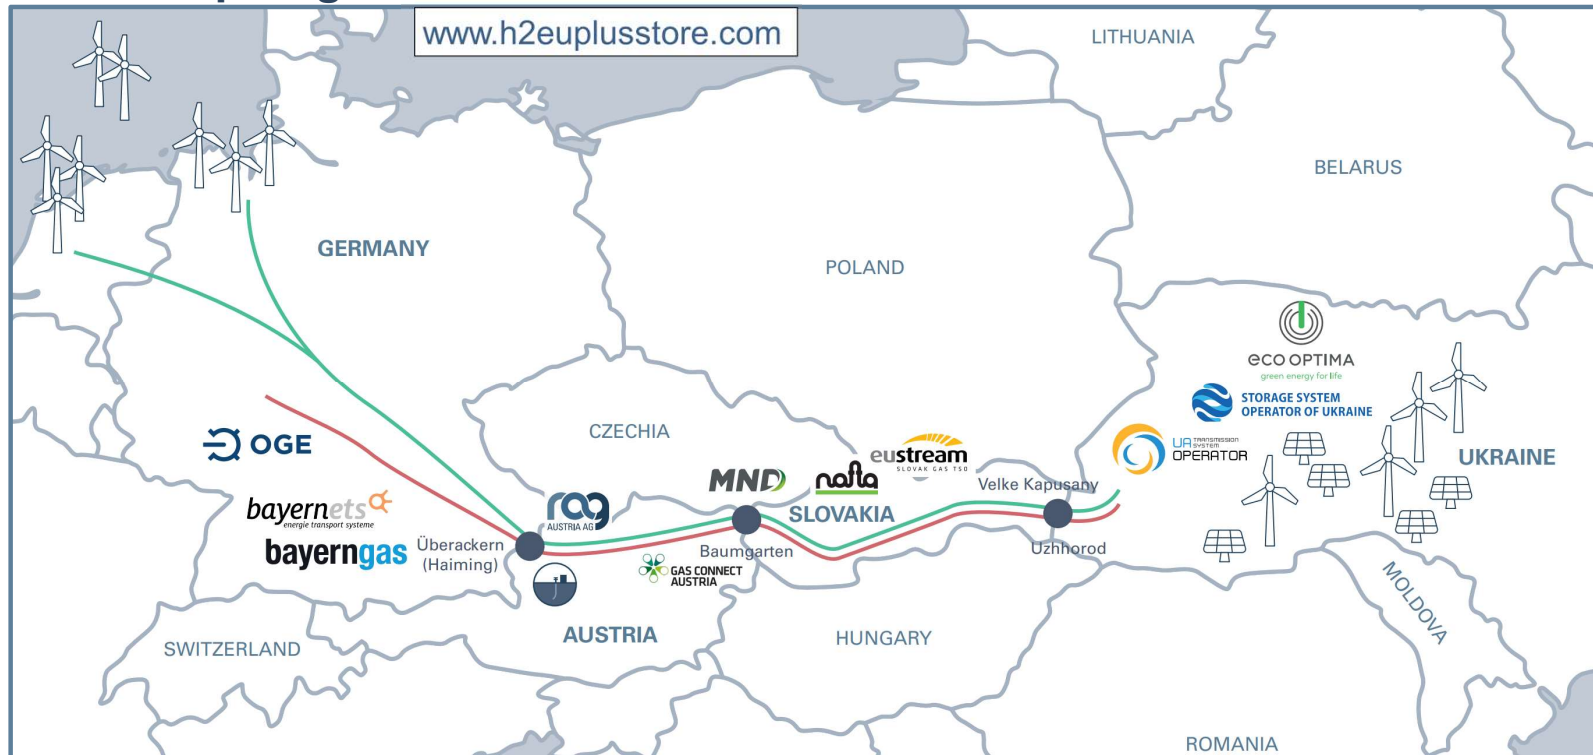 www.h2euplusstore.com
LITHUANIA
BELARUS
GERMANY
POLAND
eco optima
green energy for life
STORAGE SYSTEM
OPERATOR OF UKRAINE
UA TRANSMISSION
SYSTEM
OPERATOR
UKRAINE
CZECHIA
OGE
eustream
SLOVAK GAS TSO
MND
nafta
Velke Kapusany
SLOVAKIA
bayernets
energie transport systeme
rag
AUSTRIA AG
bayerngas
Überackern
(Haiming)
Baumgarten
Uzhhorod
GAS CONNECT
AUSTRIA
MOLDOVA
AUSTRIA
HUNGARY
SWITZERLAND
ROMANIA